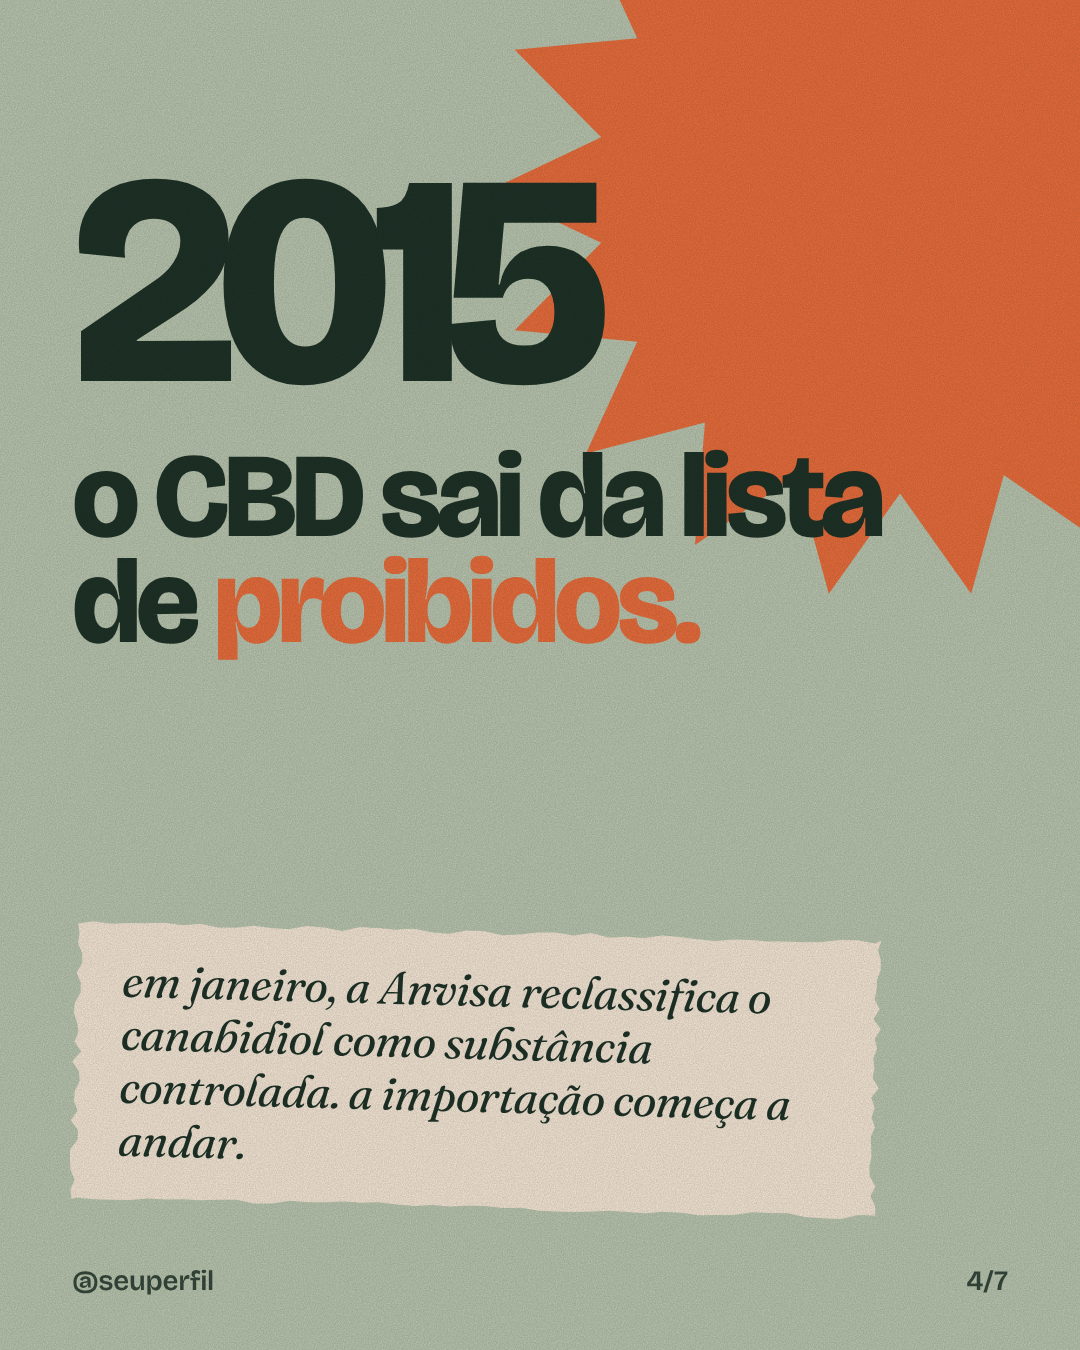 2015
o CBD sai da lista
de proibidos.
em janeiro, a Anvisa reclassifica o
canabidiol como substância
controlada. a importação começa a
andar.
@seuperfil
4/7